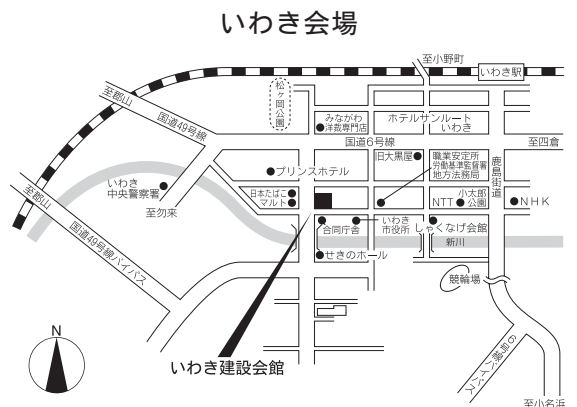 いわき会場
至小野町
いわき駅
松ヶ岡公園
至郡山
国道49号線
みながわ
洋裁専門店
ホテルサンルート
いわき
国道6号線
至四倉
旧大黒屋
職業安定所
労働基準監督署
地方法務局
鹿島街道
プリンスホテル
いわき
中央警察署
至勿来
日本たばこ
マルト
NTT
小太郎
公園
NHK
至郡山
国道49号線バイパス
合同庁舎
いわき
市役所
しゃくなげ会館
新川
せきのホール
競輪場
N
いわき建設会館
6号線バイパス
至小名浜